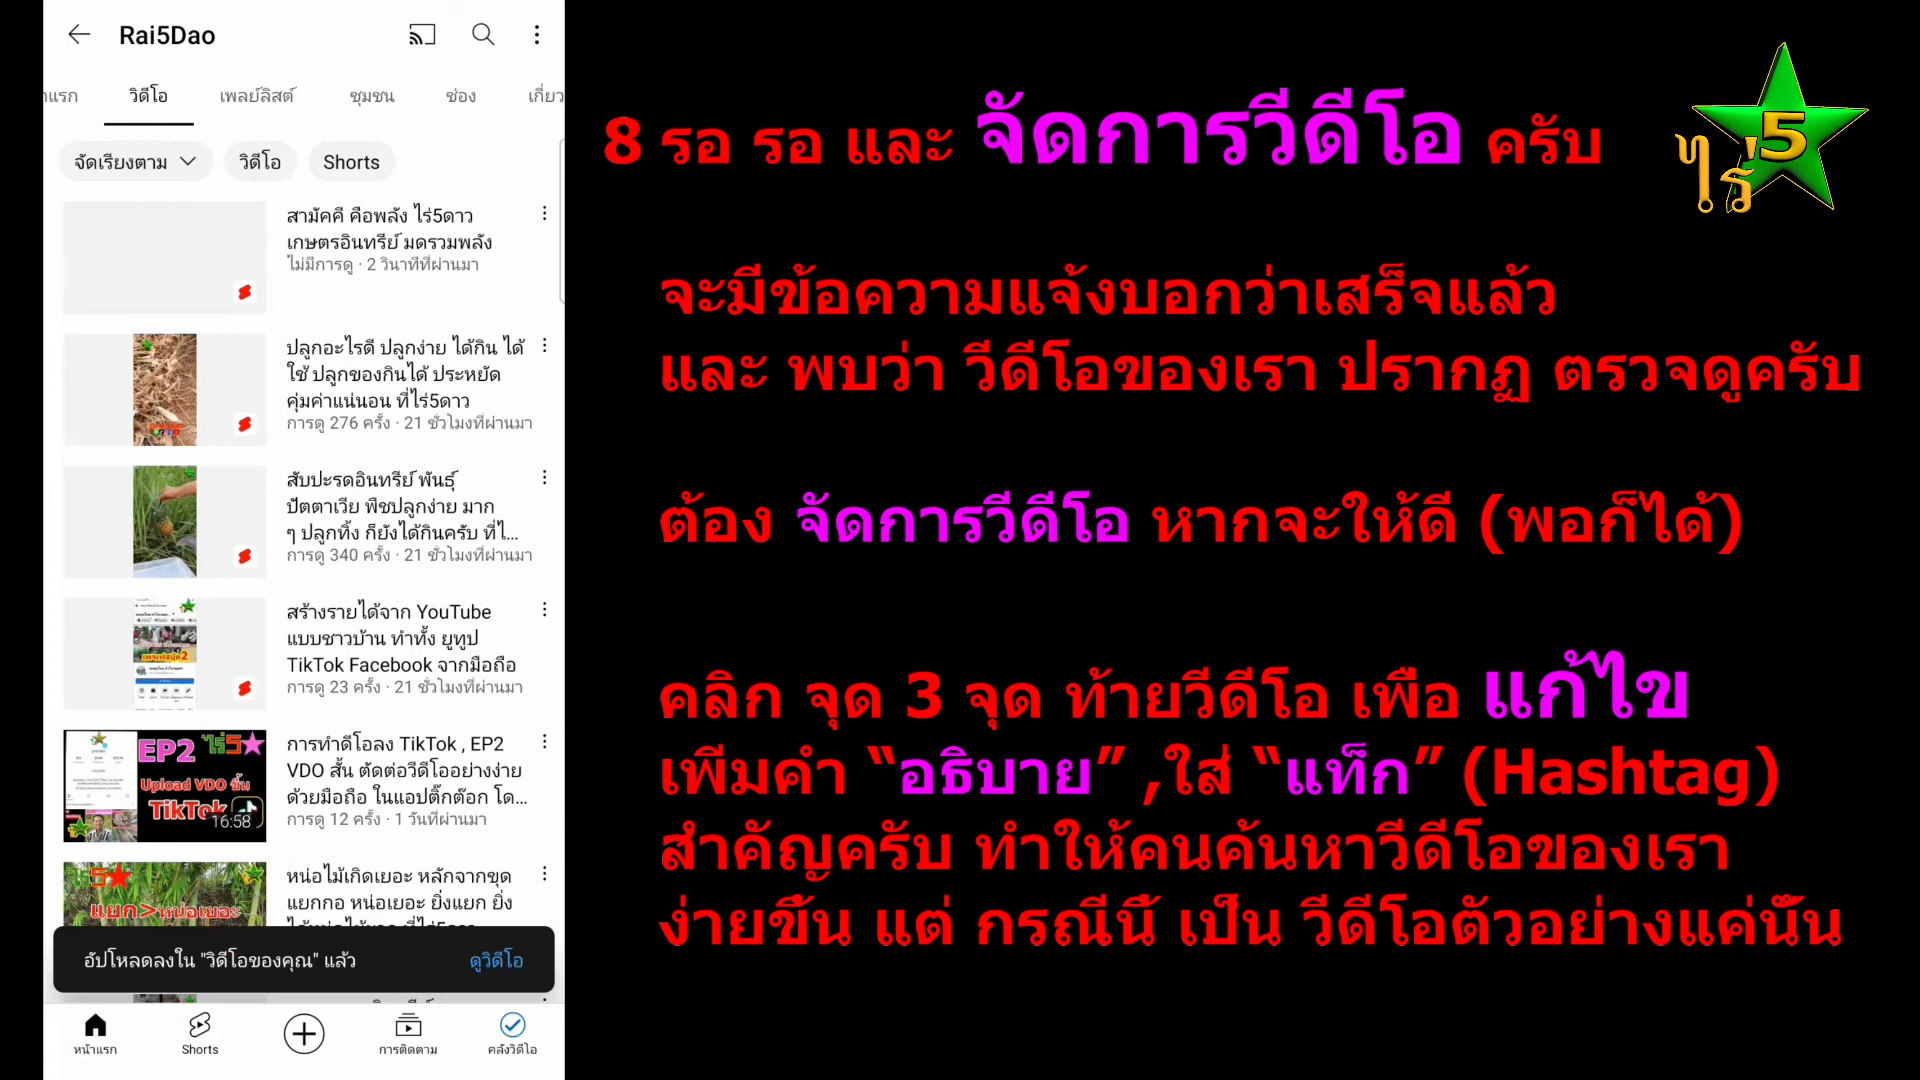 Rai5Dao
วิดีโอ เพลย์ลิสต์ ชุมชน ช่อง
จัดเรียงตาม วิดีโอ Shorts
สามัคคี คือพลัง ไร่5ดาว
เกษตรอินทรีย์ มดรวมพลัง
ไม่มีการดู · 2 วินาทีที่ผ่านมา
ปลูกอะไรดี ปลูกง่าย ได้กิน ได้
ใช้ ปลูกของกินได้ ประหยัด
คุ่มค่าแน่นอน ที่ไร่5ดาว
การดู 276 ครั้ง · 21 ชั่วโมงที่ผ่านมา
สับปะรดอินทรีย์ พันธุ์
ปัตตาเวีย พืชปลูกง่าย มาก
ๆ ปลูกทิ้ง ก็ยังได้กินครับ ที่ไ...
การดู 340 ครั้ง · 21 ชั่วโมงที่ผ่านมา
สร้างรายได้จาก YouTube
แบบชาวบ้าน ทำทั้ง ยูทูป
TikTok Facebook จากมือถือ
การดู 23 ครั้ง · 21 ชั่วโมงที่ผ่านมา
EP2 ไร่5
Upload VDO ขึ้น
TikTok
16:58
การทำดีโอลง TikTok , EP2
VDO สั้น ตัดต่อวีดีโออย่างง่าย
ด้วยมือถือ ในแอปติ๊กต๊อก โด...
การดู 12 ครั้ง · 1 วันที่ผ่านมา
แยก>หน่อเยอะ
หน่อไม้เกิดเยอะ หลักจากขุด
แยกกอ หน่อเยอะ ยิ่งแยก ยิ่ง
อัปโหลดลงใน "วิดีโอของคุณ" แล้ว ดูวิดีโอ
หน้าแรก Shorts การติดตาม คลังวิดีโอ
8 รอ รอ และ จัดการวีดีโอ ครับ
ไร่ 5
จะมีข้อความแจ้งบอกว่าเสร็จแล้ว
และ พบว่า วีดีโอของเรา ปรากฏ ตรวจดูครับ
ต้อง จัดการวีดีโอ หากจะให้ดี (พอก็ได้)
คลิก จุด 3 จุด ท้ายวีดีโอ เพื่อ แก้ไข
เพิ่มคำ “อธิบาย” ,ใส่ “แท็ก” (Hashtag)
สำคัญครับ ทำให้คนค้นหาวีดีโอของเรา
ง่ายขึ้น แต่ กรณีนี้ เป็น วีดีโอตัวอย่างแค่นั้น